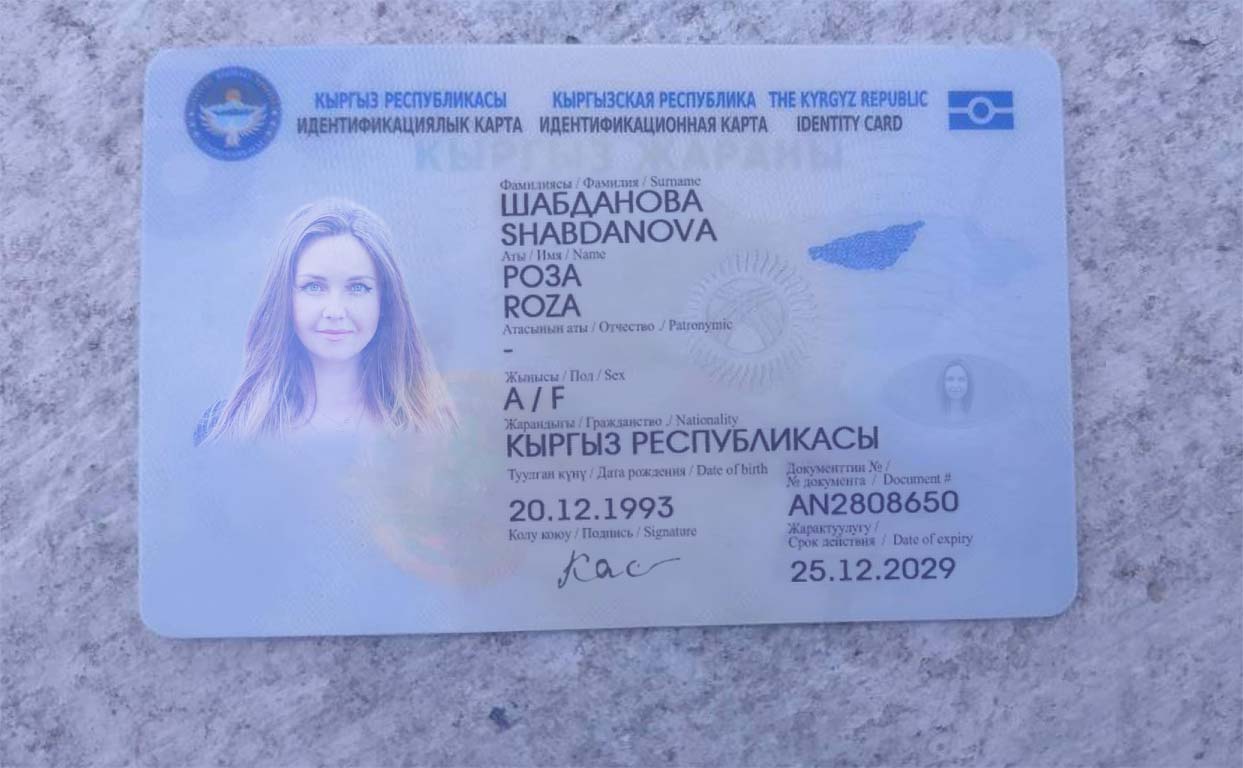 КЫРГЫЗ РЕСПУБЛИКАСЫ КЫРГЫЗСКАЯ РЕСПУБЛИКА THE KYRGYZ REPUBLIC
ИДЕНТИФИКАЦИЯЛЫК КАРТА ИДЕНТИФИКАЦИОННАЯ КАРТА IDENTITY CARD
КЫРГЫЗ ЖАРАНЫ
Фамилиясы / Фамилия / Surname
ШАБДАНОВА
SHABDANOVA
Аты / Имя / Name
РОЗА
ROZA
Атасынын аты / Отчество ./ Patronymic
-
Жынысы / Пол / Sex
A / F
Жарандыгы / Гражданство ./ Nationality
КЫРГЫЗ РЕСПУБЛИКАСЫ
Туулган күнү / Дата рождения / Date of birth
20.12.1993
Документтин № /
№ документа / Document #
AN2808650
Колу коюу / Подпись / Signature
Кас
Жарактуулугу /
Срок действия / Date of expiry
25.12.2029